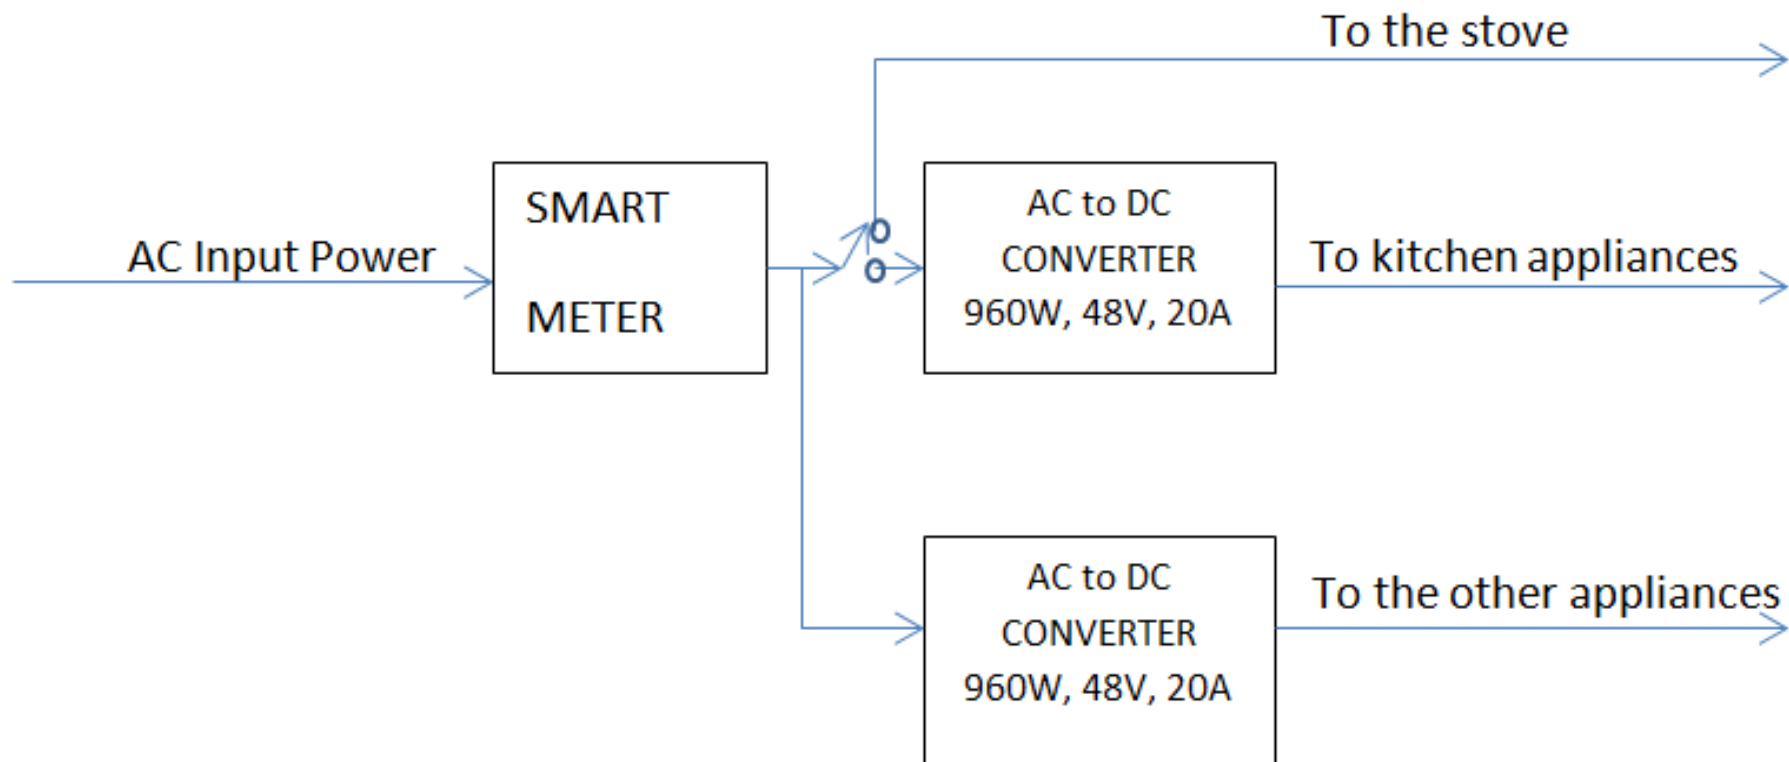 To the stove
SMART
METER
AC Input Power
AC to DC
CONVERTER
960W, 48V, 20A
To kitchen appliances
AC to DC
CONVERTER
960W, 48V, 20A
To the other appliances